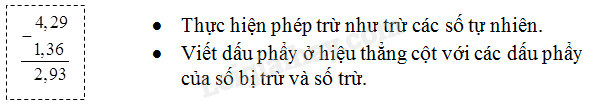 4,29
−
1,36
2,93
• Thực hiện phép trừ như trừ các số tự nhiên.
• Viết dấu phẩy ở hiệu thẳng cột với các dấu phẩy
của số bị trừ và số trừ.